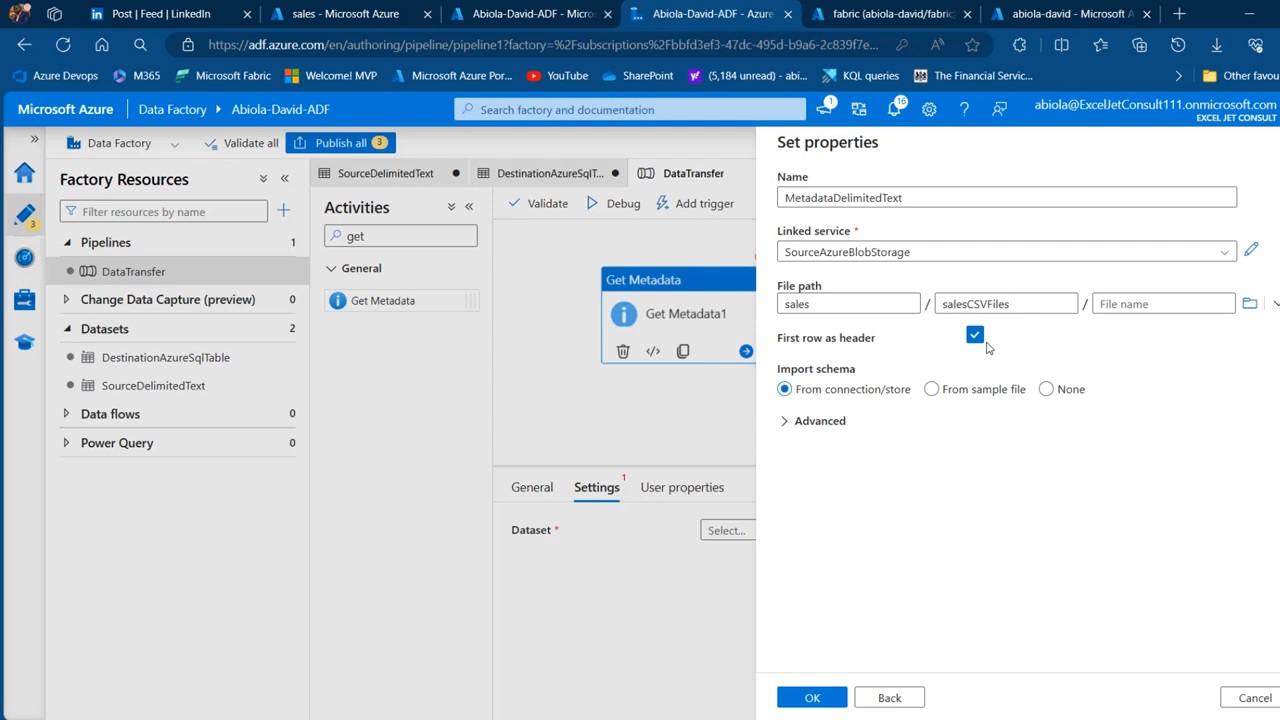 Post | Feed | LinkedIn
sales - Microsoft Azure
Abiola-David-ADF - Micros
Abiola-David-ADF - Azure
fabric (abiola-david/fabric
abiola-david - Microsoft A
https://adf.azure.com/en/authoring/pipeline/pipeline1?factory=%2Fsubscriptions%2Fbbfd3ef3-47dc-495d-b9a6-2c839f7e...
Azure Devops
M365
Microsoft Fabric
Welcome! MVP
Microsoft Azure Por...
YouTube
SharePoint
(5,184 unread) - abi...
KQL queries
The Financial Servic...
Other favou
Microsoft Azure
Data Factory
Abiola-David-ADF
Search factory and documentation
1
16
abiola@ExcelJetConsult111.onmicrosoft.com
EXCEL JET CONSULT
Data Factory
Validate all
Publish all 3
3
Factory Resources
Filter resources by name
Pipelines 1
DataTransfer
Change Data Capture (preview) 0
Datasets 2
DestinationAzureSqlTable
SourceDelimitedText
Data flows 0
Power Query 0
SourceDelimitedText
DestinationAzureSqlT...
DataTransfer
Activities
get
General
Get Metadata
Validate
Debug
Add trigger
Get Metadata
Get Metadata1
General
Settings 1
User properties
Dataset *
Select...
Set properties
Name
MetadataDelimitedText
Linked service *
SourceAzureBlobStorage
File path
sales / salesCSVFiles / File name
First row as header
Import schema
From connection/store
From sample file
None
Advanced
OK
Back
Cancel